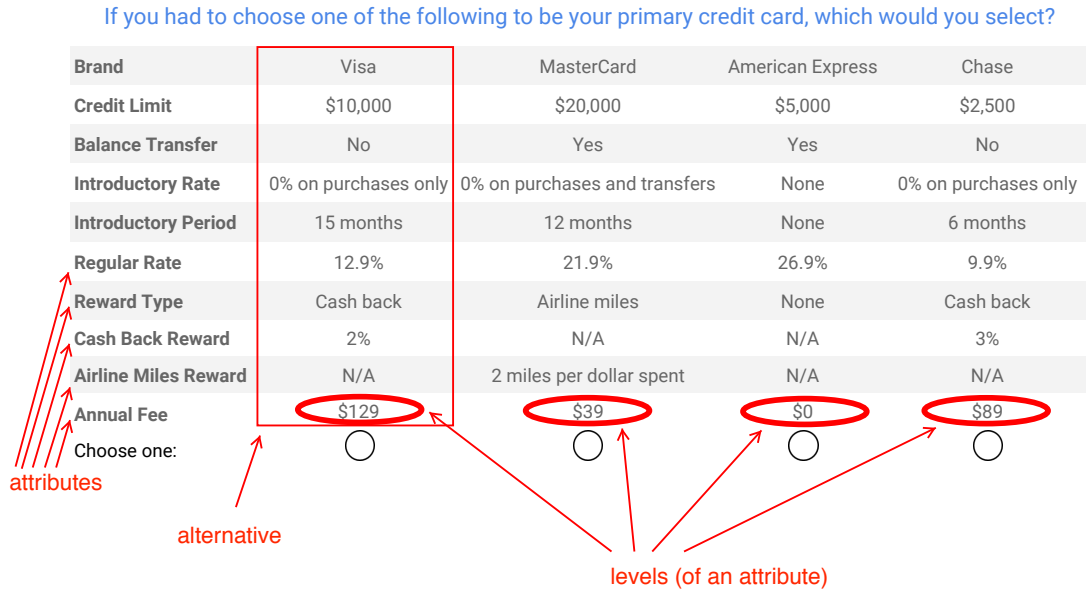 If you had to choose one of the following to be your primary credit card, which would you select?
Brand Visa MasterCard American Express Chase
Credit Limit $10,000 $20,000 $5,000 $2,500
Balance Transfer No Yes Yes No
Introductory Rate 0% on purchases only 0% on purchases and transfers None 0% on purchases only
Introductory Period 15 months 12 months None 6 months
Regular Rate 12.9% 21.9% 26.9% 9.9%
Reward Type Cash back Airline miles None Cash back
Cash Back Reward 2% N/A N/A 3%
Airline Miles Reward N/A 2 miles per dollar spent N/A N/A
Annual Fee $129 $39 $0 $89
Choose one:
attributes
alternative
levels (of an attribute)